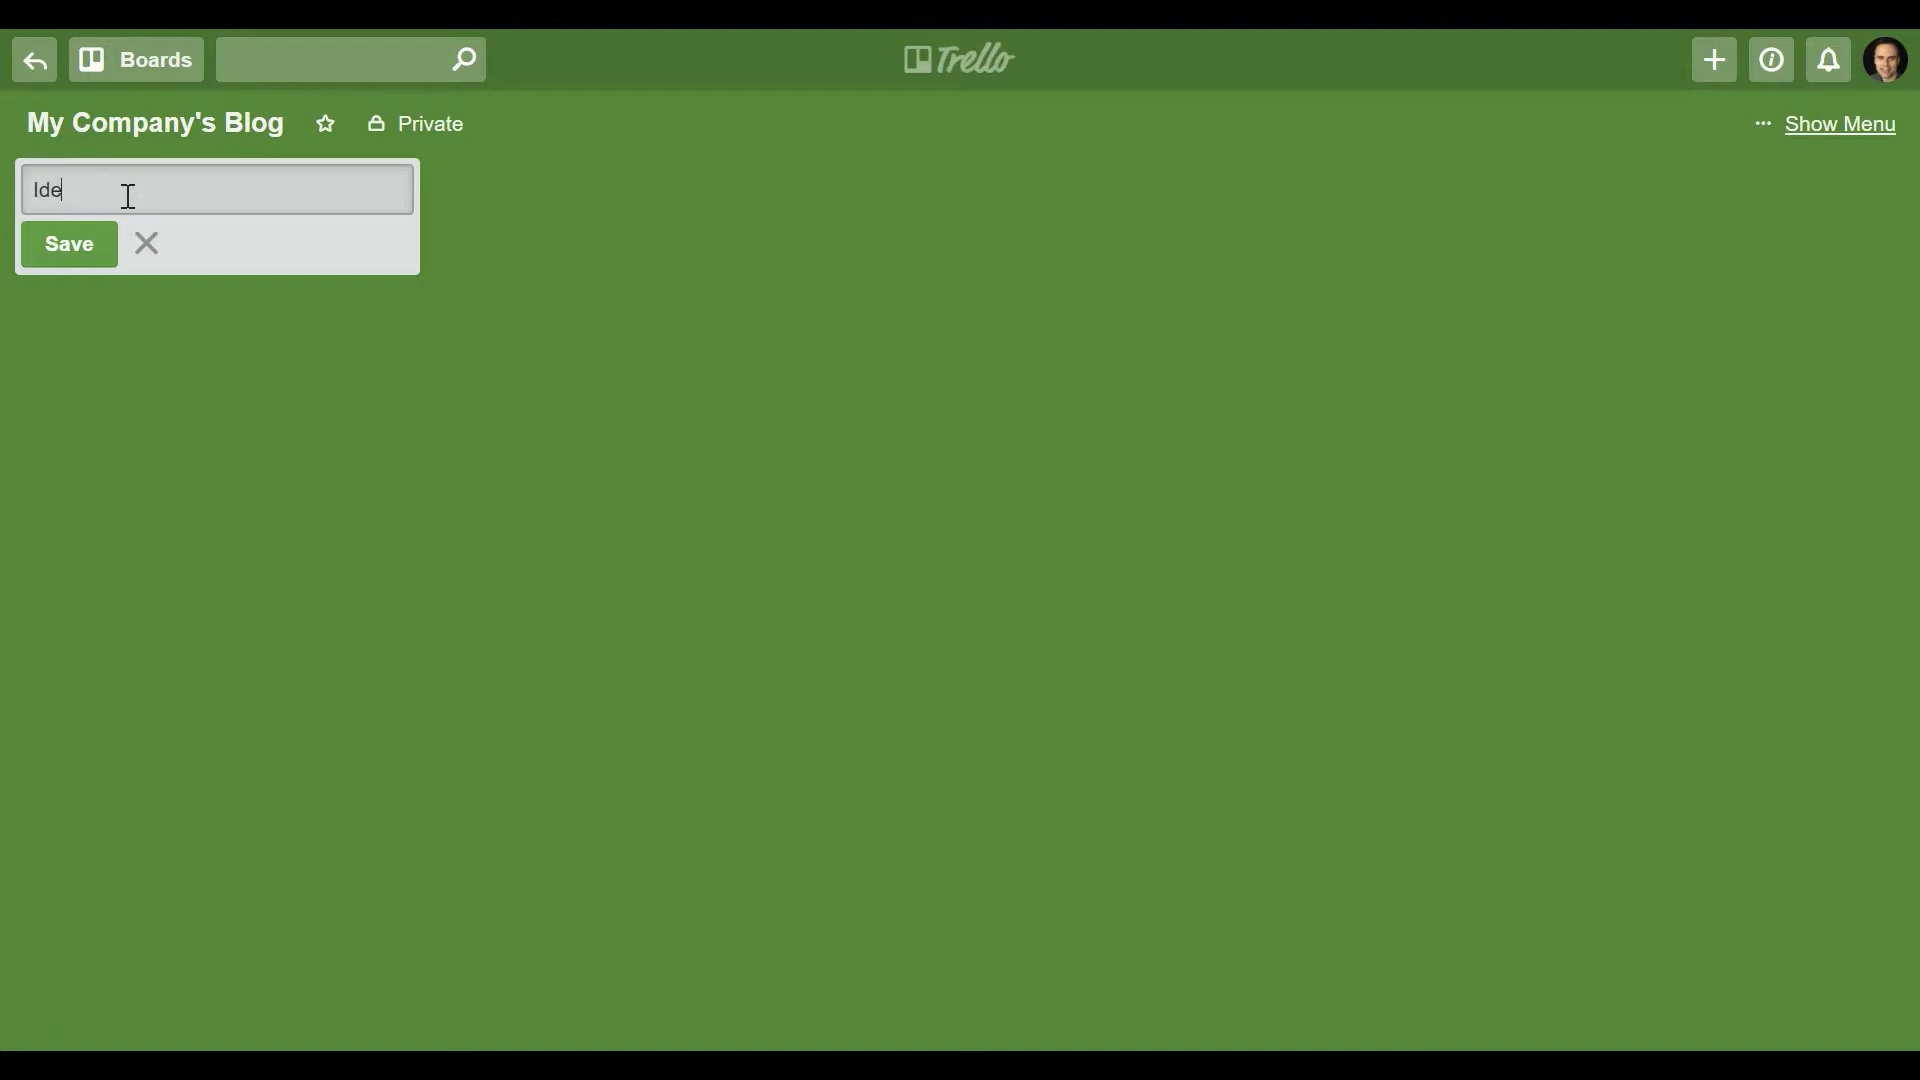 Boards
Trello
My Company's Blog
Private
... Show Menu
Ide
Save